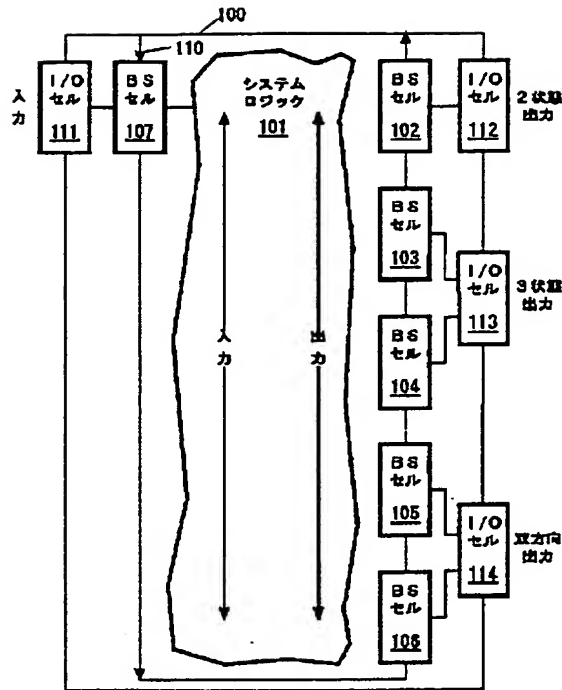 100
110
入
力
I/O
セル
111
BS
セル
107
システム
ロジック
101
入
力
出
力
BS
セル
102
I/O
セル
112
2状態
出力
BS
セル
103
BS
セル
104
I/O
セル
113
3状態
出力
BS
セル
105
BS
セル
106
I/O
セル
114
双方向
出力